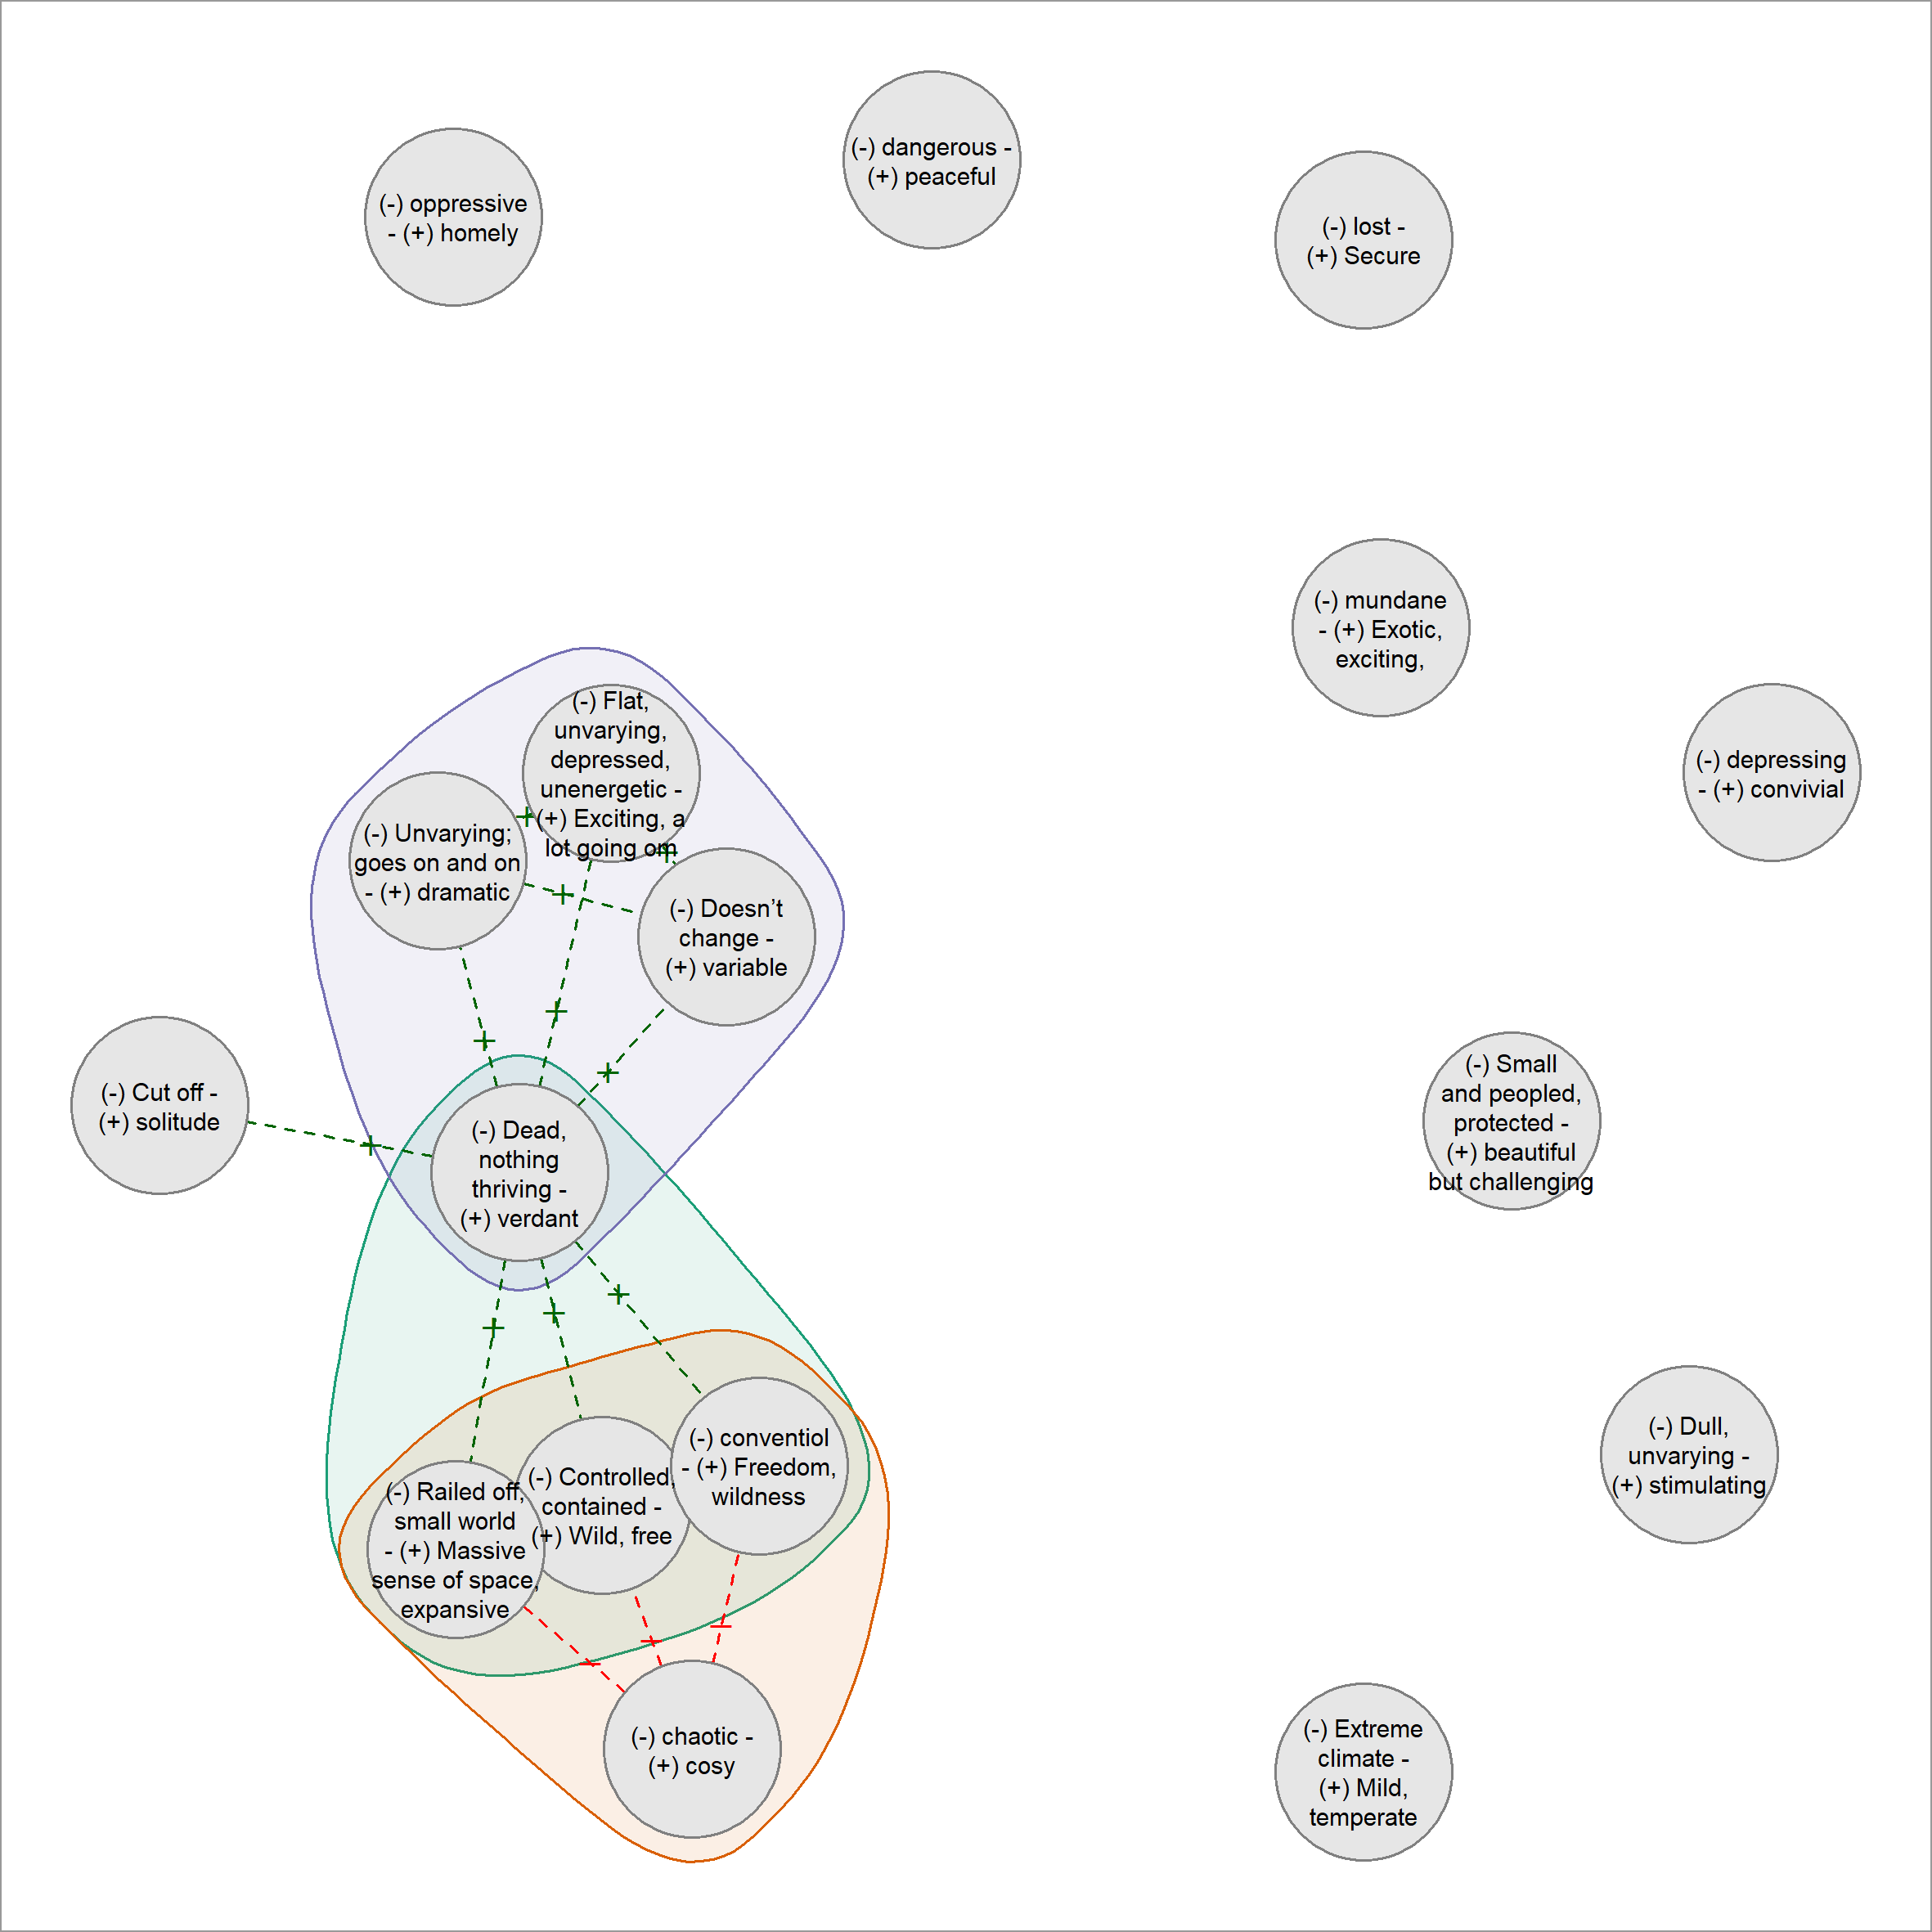 (-) dangerous -
(+) peaceful
(-) oppressive
- (+) homely
(-) lost -
(+) Secure
(-) mundane
- (+) Exotic,
exciting,
(-) Flat,
unvarying,
depressed,
unenergetic -
(+) Exciting, a
lot going om
(-) depressing
- (+) convivial
(-) Unvarying;
goes on and on
- (+) dramatic
(-) Doesn’t
change -
(+) variable
(-) Cut off -
(+) solitude
(-) Small
and peopled,
protected -
(+) beautiful
but challenging
(-) Dead,
nothing
thriving -
(+) verdant
(-) conventiol
- (+) Freedom,
wildness
(-) Dull,
unvarying -
(+) stimulating
(-) Controlled,
contained -
(+) Wild, free
(-) Railed off,
small world
- (+) Massive
sense of space,
expansive
(-) chaotic -
(+) cosy
(-) Extreme
climate -
(+) Mild,
temperate